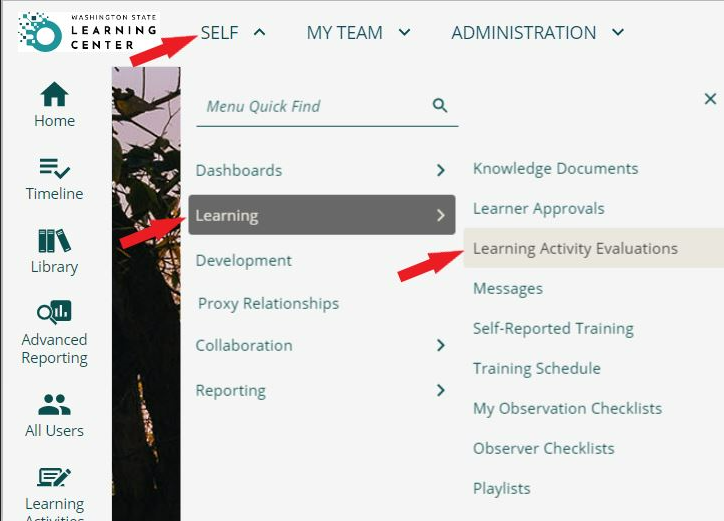 WASHINGTON STATE
LEARNING
CENTER
SELF
MY TEAM
ADMINISTRATION
Home
Timeline
Library
Advanced
Reporting
All Users
Learning
Activities
Menu Quick Find
Dashboards
Learning
Development
Proxy Relationships
Collaboration
Reporting
Knowledge Documents
Learner Approvals
Learning Activity Evaluations
Messages
Self-Reported Training
Training Schedule
My Observation Checklists
Observer Checklists
Playlists